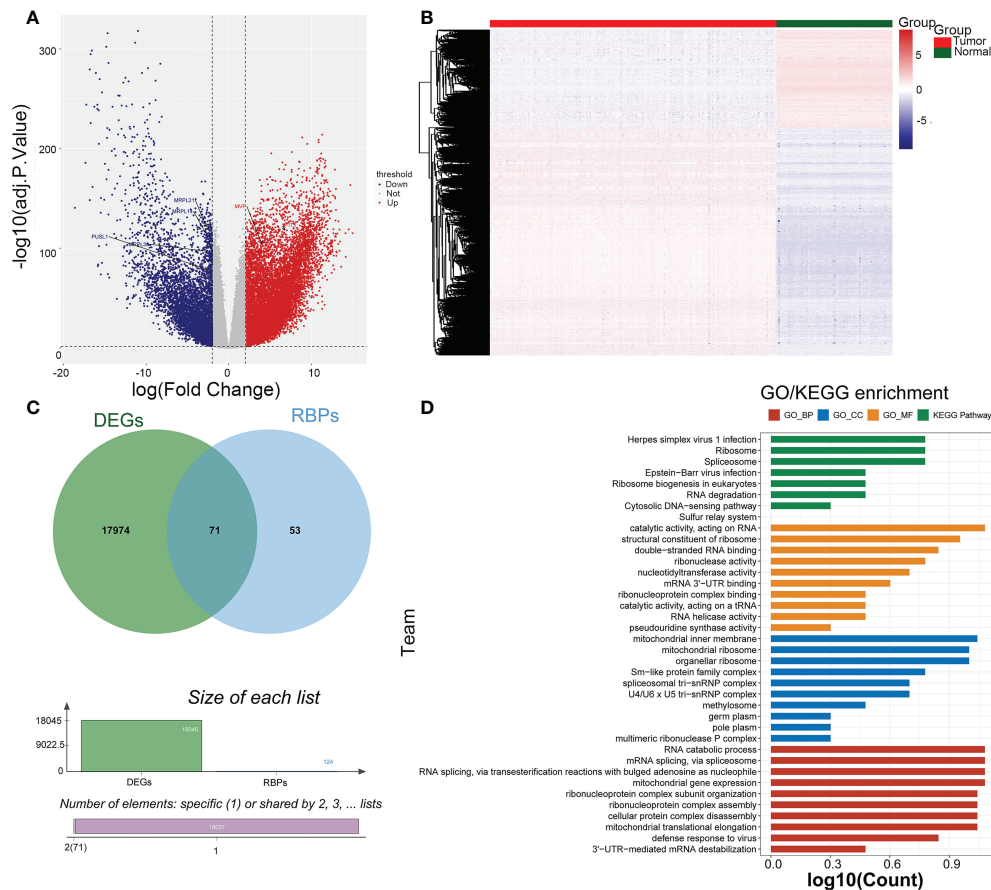 A
300
200
100
0
-log10(adj.P.Value)
-20
-10
0
10
log(Fold Change)
MRPL21
PUSL1
MVP
threshold
Down
Not
Up
B
Group
5
0
-5
Group
Tumor
Normal
C
DEGs
RBPs
17974
71
53
Size of each list
18045
9022.5
0
18045
124
DEGs
RBPs
Number of elements: specific (1) or shared by 2, 3, ... lists
18027
2(71)
1
D
GO/KEGG enrichment
GO_BP
GO_CC
GO_MF
KEGG Pathway
Team
Herpes simplex virus 1 infection
Ribosome
Spliceosome
Epstein-Barr virus infection
Ribosome biogenesis in eukaryotes
RNA degradation
Cytosolic DNA-sensing pathway
Sulfur relay system
catalytic activity, acting on RNA
structural constituent of ribosome
double-stranded RNA binding
ribonuclease activity
nucleotidyltransferase activity
mRNA 3'-UTR binding
ribonucleoprotein complex binding
catalytic activity, acting on a tRNA
RNA helicase activity
pseudouridine synthase activity
mitochondrial inner membrane
mitochondrial ribosome
organellar ribosome
Sm-like protein family complex
spliceosomal tri-snRNP complex
U4/U6 x U5 tri-snRNP complex
methylosome
germ plasm
pole plasm
multimeric ribonuclease P complex
RNA catabolic process
mRNA splicing, via spliceosome
RNA splicing, via transesterification reactions with bulged adenosine as nucleophile
mitochondrial gene expression
ribonucleoprotein complex subunit organization
ribonucleoprotein complex assembly
cellular protein complex disassembly
mitochondrial translational elongation
defense response to virus
3'-UTR-mediated mRNA destabilization
0.0
0.3
0.6
0.9
log10(Count)